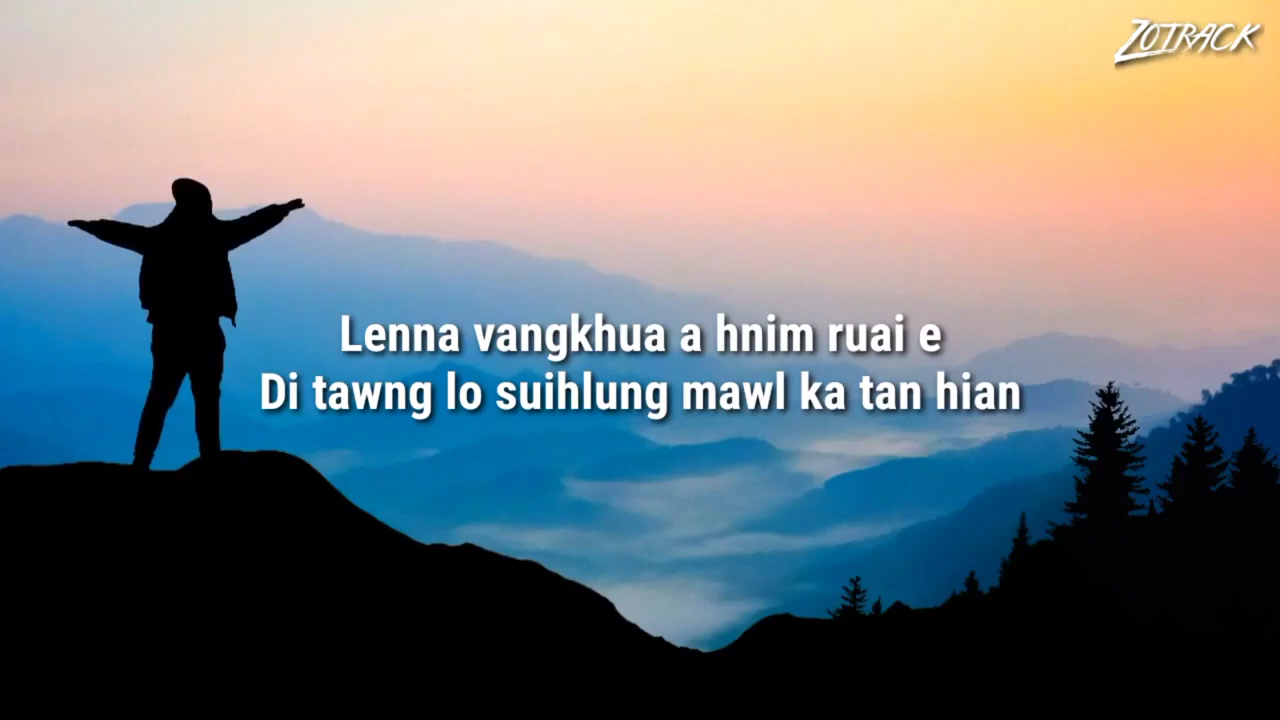 ZOTRACK
Lenna vangkhua a hnim ruai e
Di tawng lo suihlung mawl ka tan hian